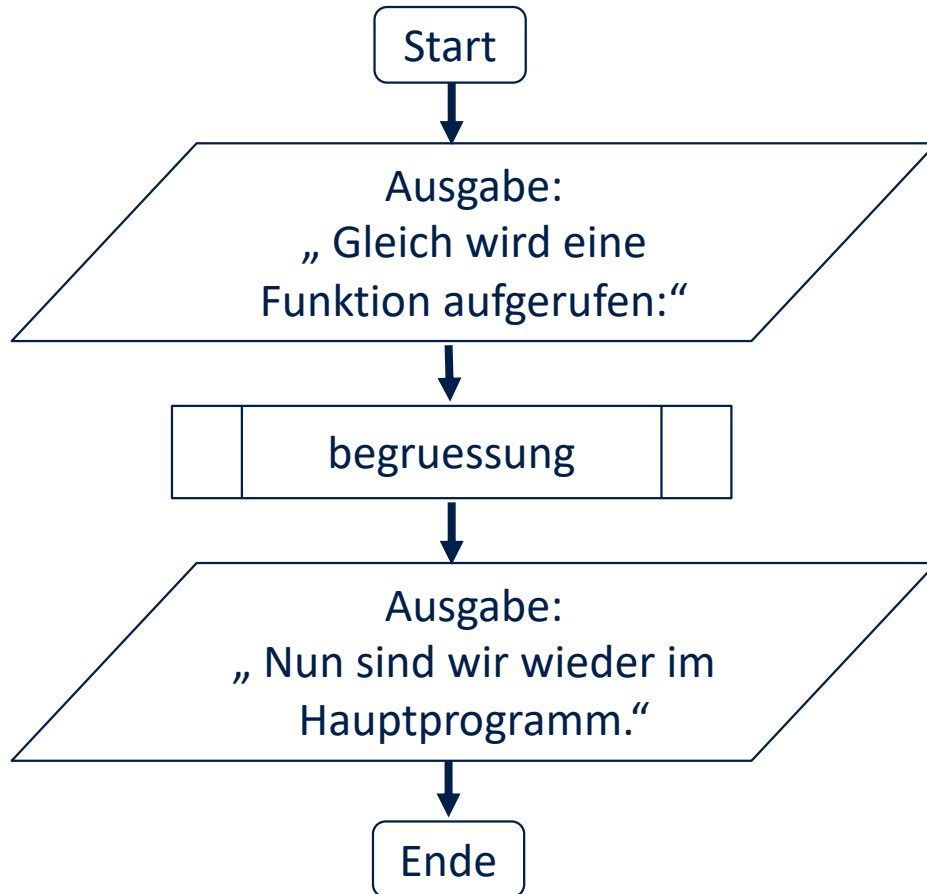 Start
Ausgabe:
„ Gleich wird eine
Funktion aufgerufen:“
begruessung
Ausgabe:
„ Nun sind wir wieder im
Hauptprogramm.“
Ende